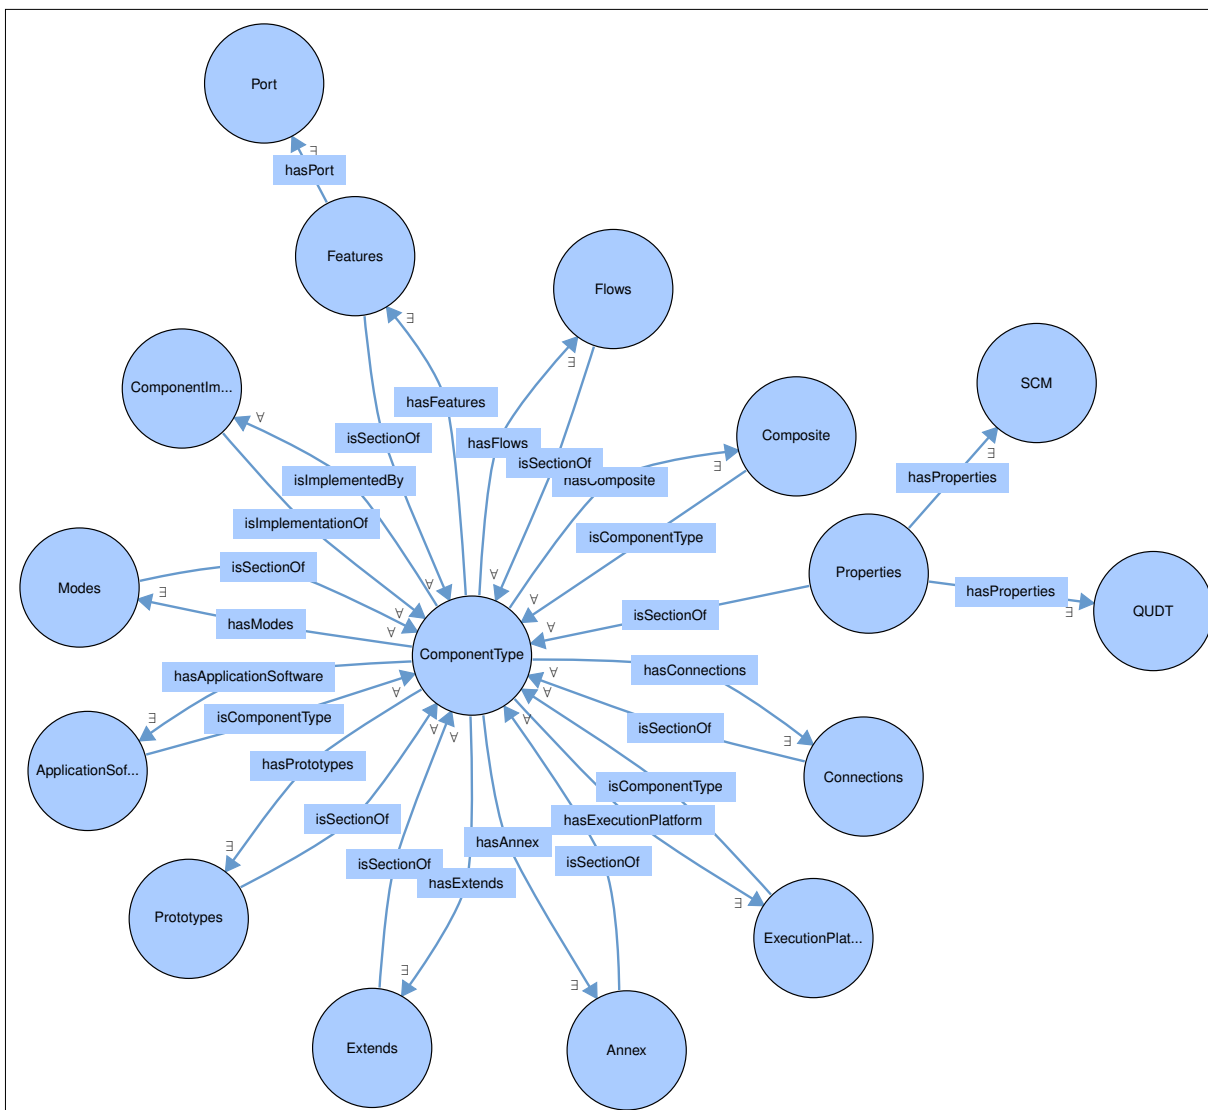 Port
E
hasPort
Features
Flows
E
E
SCM
ComponentIm...
hasFeatures
A
isSectionOf
hasFlows
Composite
E
isSectionOf
E
hasProperties
isImplementedBy
hasComposite
isImplementationOf
isComponentType
Modes
isSectionOf
A
A
Properties
E
A
hasProperties
E
QUDT
A
A
isSectionOf
hasModes
A
A
ComponentType
hasApplicationSoftware
A
hasConnections
A
A
E
isComponentType
A
isSectionOf
A
A
E
ApplicationSof...
hasPrototypes
Connections
isComponentType
isSectionOf
hasExecutionPlatform
E
hasAnnex
isSectionOf
isSectionOf
hasExtends
E
Prototypes
ExecutionPlat...
E
E
Extends
Annex